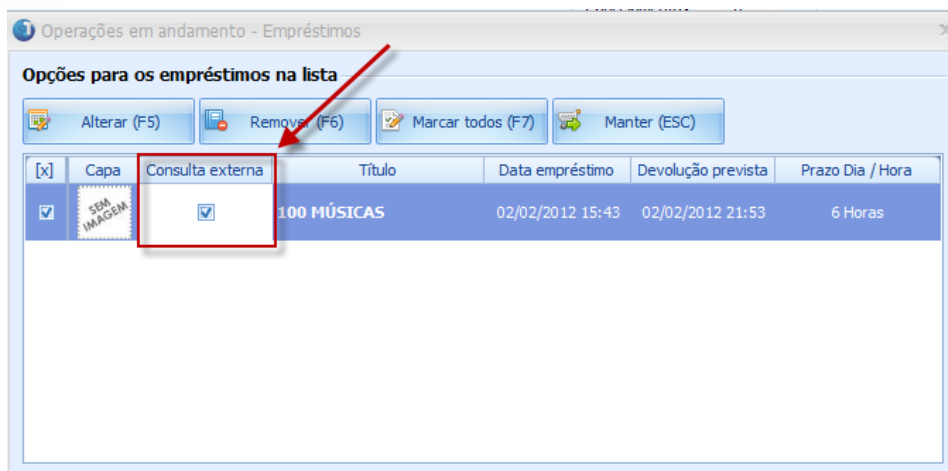 Operações em andamento - Empréstimos
Opções para os empréstimos na lista
Alterar (F5) Remover (F6) Marcar todos (F7) Manter (ESC)
[x] Capa Consulta externa Título Data empréstimo Devolução prevista Prazo Dia / Hora
SEM IMAGEM 100 MÚSICAS 02/02/2012 15:43 02/02/2012 21:53 6 Horas